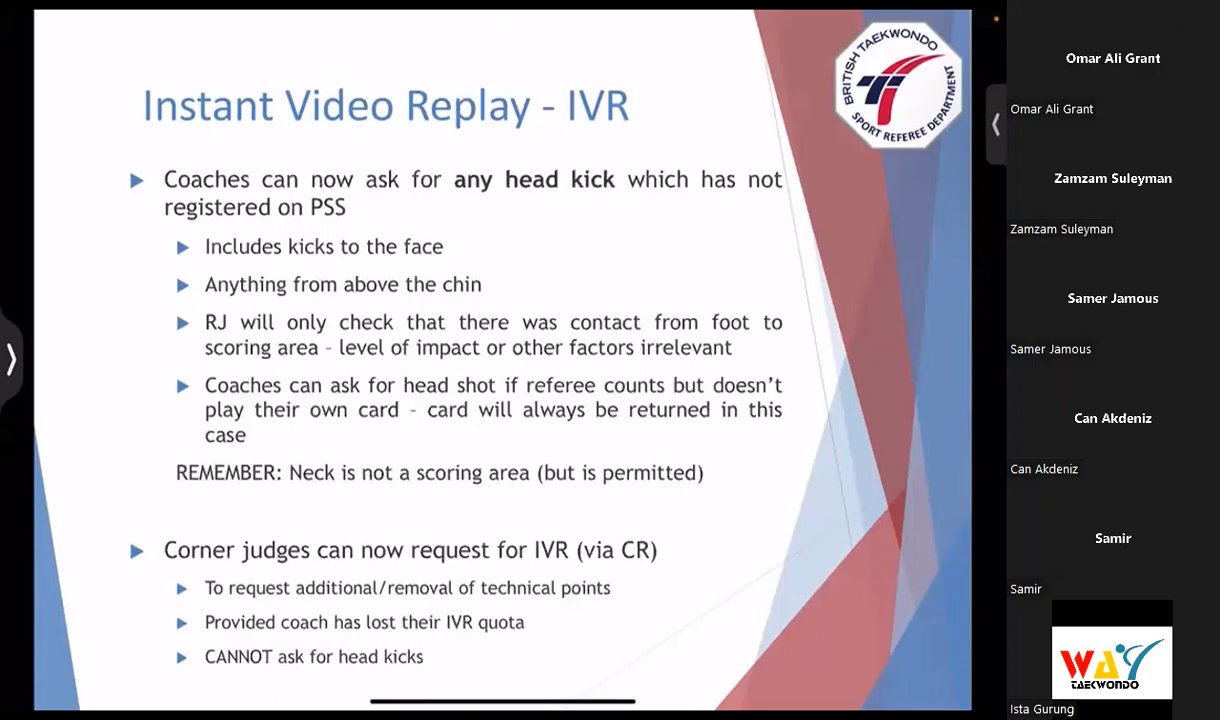 Instant Video Replay - IVR
BRITISH TAEKWONDO
SPORT REFEREE DEPARTMENT
Coaches can now ask for any head kick which has not
registered on PSS
Includes kicks to the face
Anything from above the chin
RJ will only check that there was contact from foot to
scoring area – level of impact or other factors irrelevant
Coaches can ask for head shot if referee counts but doesn't
play their own card – card will always be returned in this
case
REMEMBER: Neck is not a scoring area (but is permitted)
Corner judges can now request for IVR (via CR)
To request additional/removal of technical points
Provided coach has lost their IVR quota
CANNOT ask for head kicks
Omar Ali Grant
Omar Ali Grant
Zamzam Suleyman
Zamzam Suleyman
Samer Jamous
Samer Jamous
Can Akdeniz
Can Akdeniz
Samir
Samir
WAY
TAEKWONDO
Ista Gurung